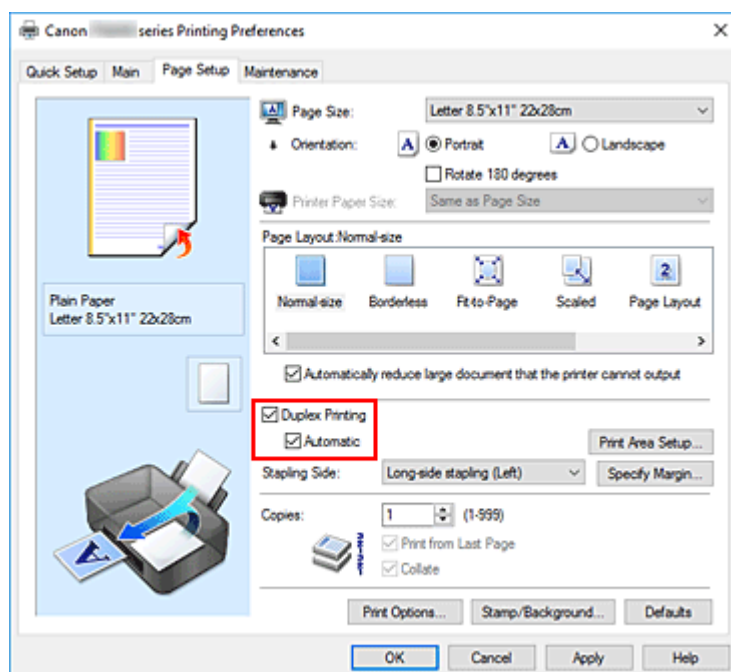 Canon series Printing Preferences
Quick Setup Main Page Setup Maintenance
Page Size: Letter 8.5"x11" 22x28cm
Orientation: A Portrait A Landscape
Rotate 180 degrees
Printer Paper Size: Same as Page Size
Page Layout:Normal-size
2
Normal-size Borderless Fit-to-Page Scaled Page Layout
Plain Paper
Letter 8.5"x11" 22x28cm
Automatically reduce large document that the printer cannot output
Duplex Printing
Automatic
Print Area Setup...
Stapling Side: Long-side stapling (Left) Specify Margin...
Copies: 1 (1-999)
Print from Last Page
Collate
A
Print Options... Stamp/Background... Defaults
OK Cancel Apply Help